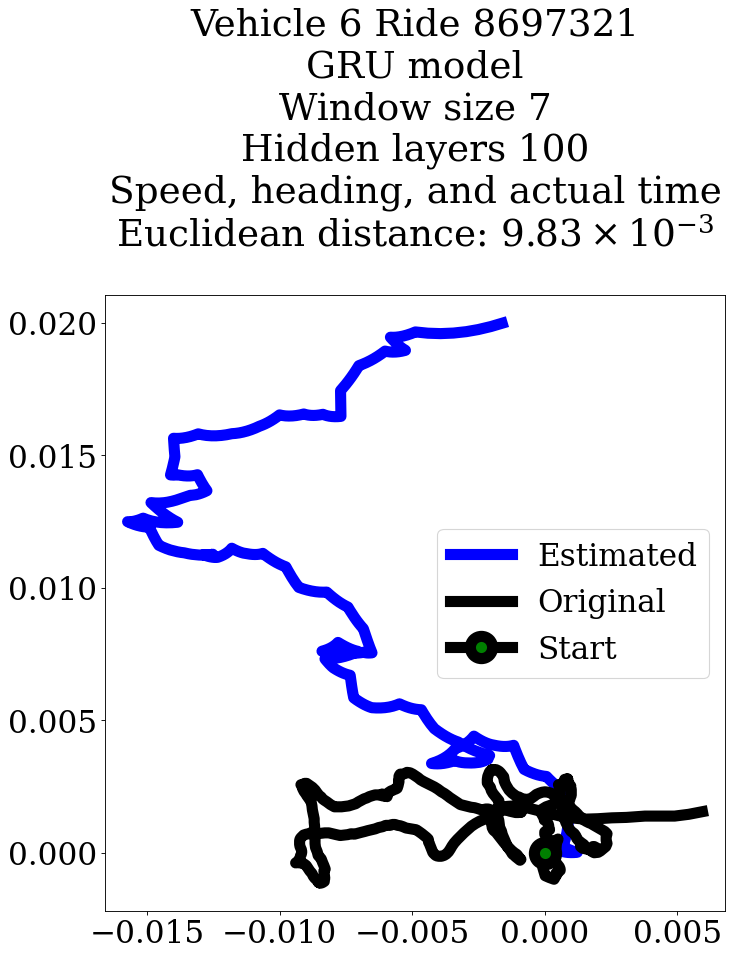 Vehicle 6 Ride 8697321
GRU model
Window size 7
Hidden layers 100
Speed, heading, and actual time
Euclidean distance: 9.83 × 10⁻³
0.020
0.015
0.010
0.005
0.000
Estimated
Original
Start
−0.015 −0.010 −0.005 0.000 0.005